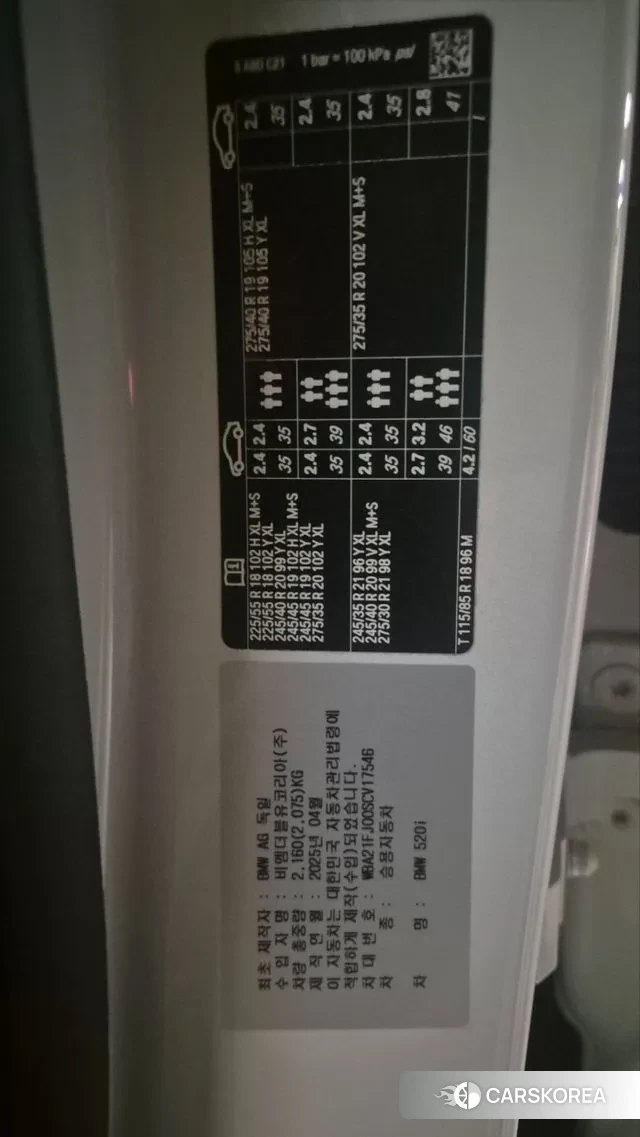 최초 제작자 : BMW AG 독일
수 입 자 명 : 비엠더블유코리아(주)
차량 총중량 : 2,160(2,075)KG
제 작 연 월 : 2025년 04월
이 자동차는 대한민국 자동차관리법령에
적합하게 제작(수입)되었습니다.
차 대 번 호 : WBA21FJ00SCV17546
차 종 : 승용자동차
차 명 : BMW 520i
1 bar = 100 kPa psi
225/55 R 18 102 H XL M+S
225/55 R 18 102 Y XL
245/40 R 20 99 Y XL
245/45 R 19 102 H XL M+S
245/45 R 19 102 Y XL
275/35 R 20 102 Y XL
2.4 2.4
35 35
2.4 2.7
35 39
275/40 R 19 105 H XL M+S
275/40 R 19 105 Y XL
2.4
35
2.4
35
245/35 R 21 96 Y XL
245/40 R 20 99 V XL M+S
275/30 R 21 98 Y XL
2.4 2.4
35 35
2.7 3.2
39 46
275/35 R 20 102 V XL M+S
2.4
35
2.8
41
T 115/85 R 18 96 M
4.2 / 60
/
CARSKOREA